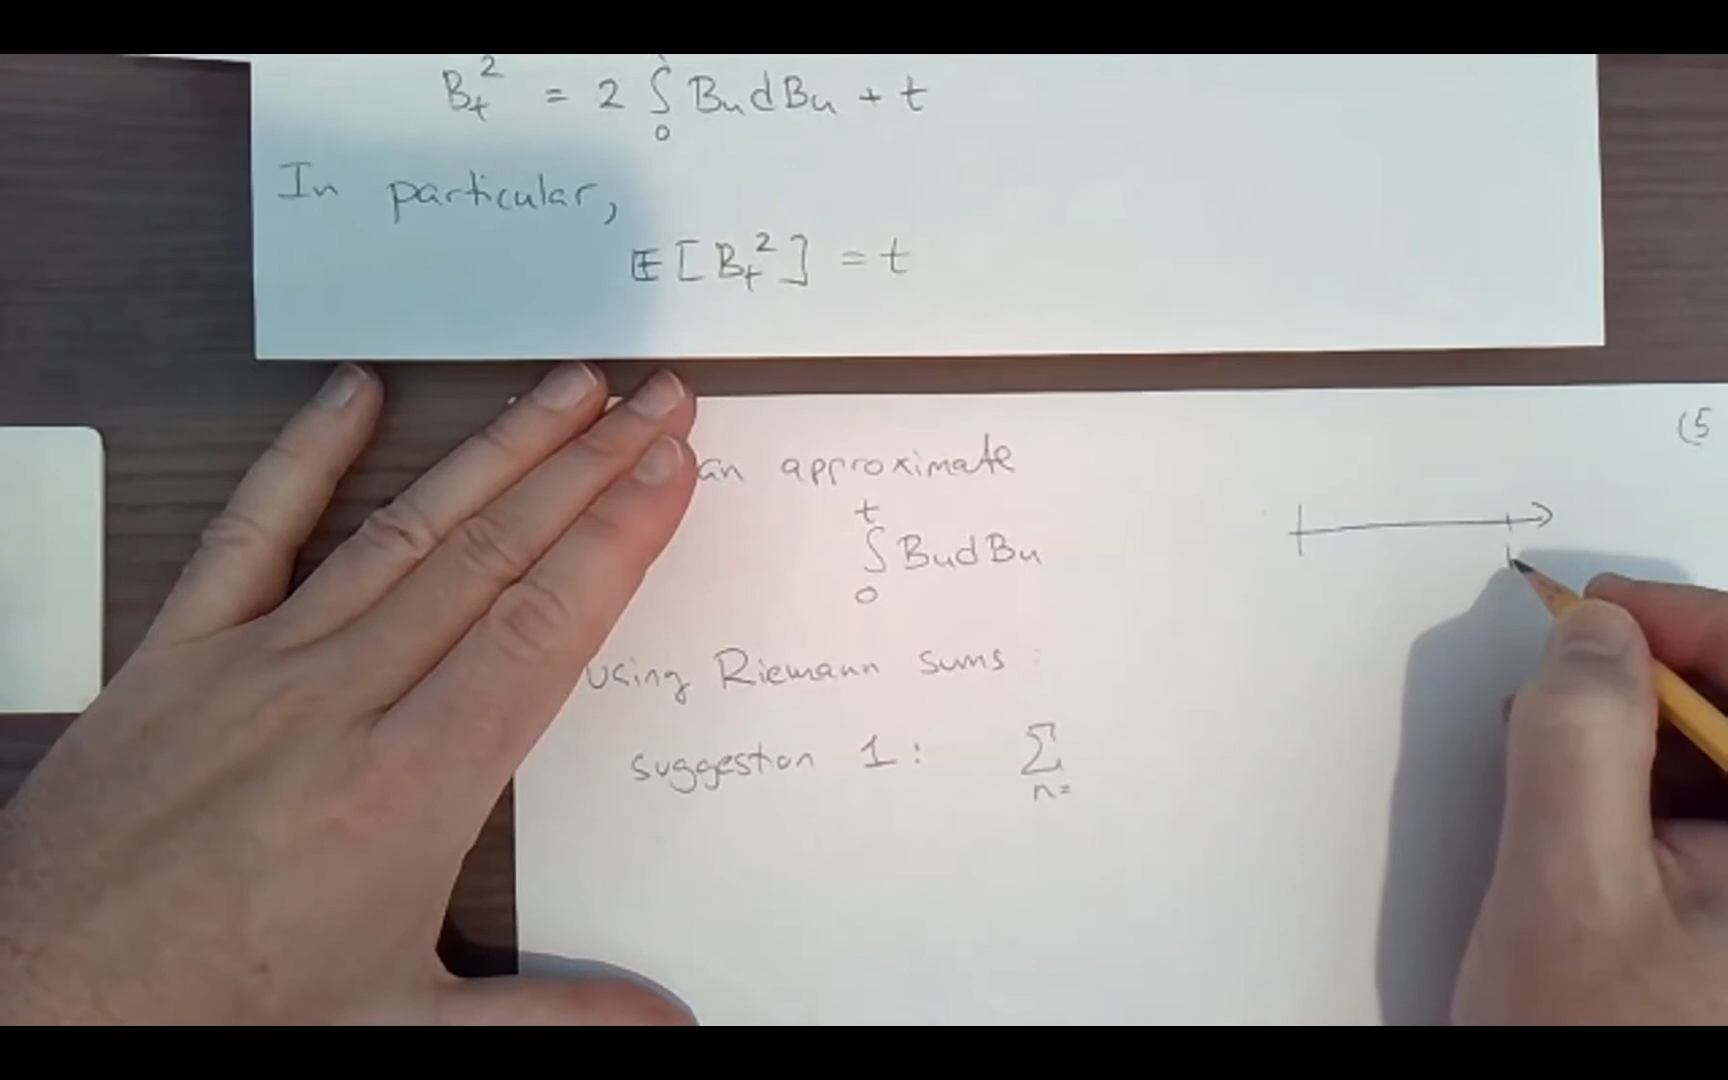 B_t^2 = 2 ∫_0 B_u dB_u + t
In particular,
𝔼[B_t^2] = t
(5
an approximate
∫_0^t B_u dB_u
using Riemann sums :
suggestion 1 : ∑_{n=}